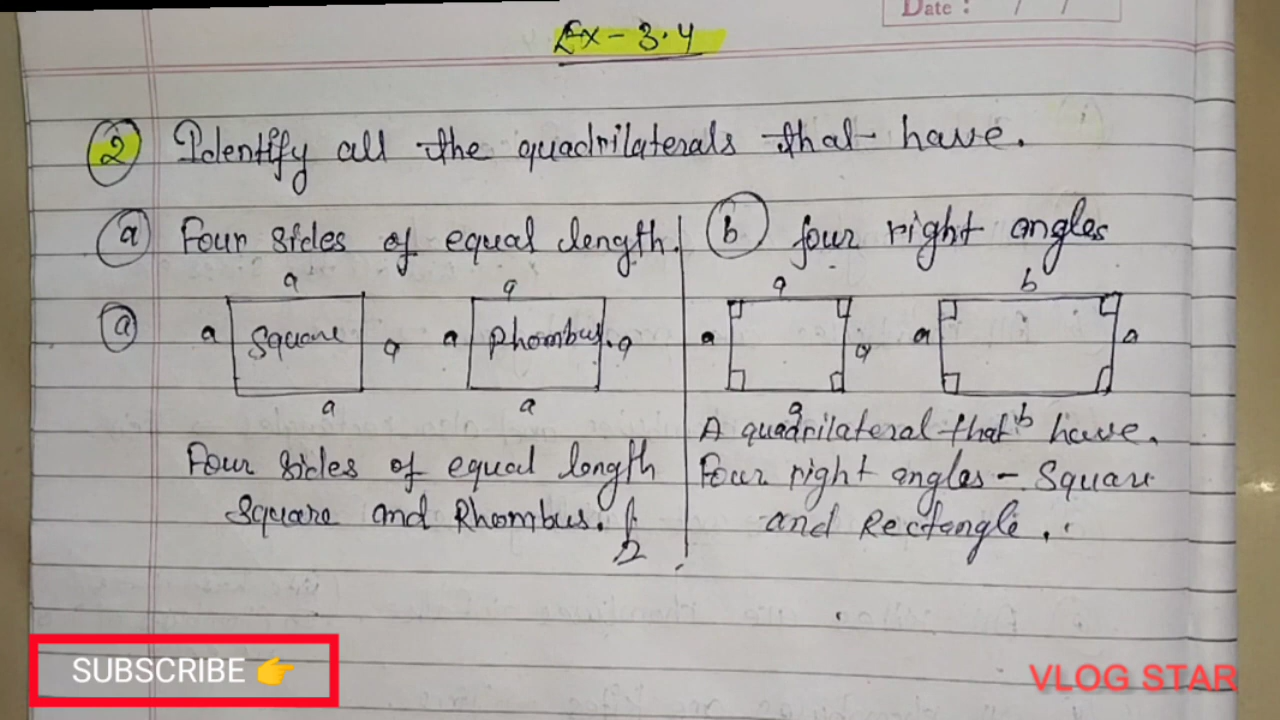 Date : / /
Ex - 3.4
2 Identify all the quadrilaterals that have.
a Four sides of equal length.
b four right angles
a
a
a Square a
a
a
a Rhombus. a
a
a
a a
a
b
a a
b
Four sides of equal length
Square and Rhombus.
A quadrilateral that have.
Four right angles - Square
and Rectangle.
SUBSCRIBE 👉
VLOG STAR